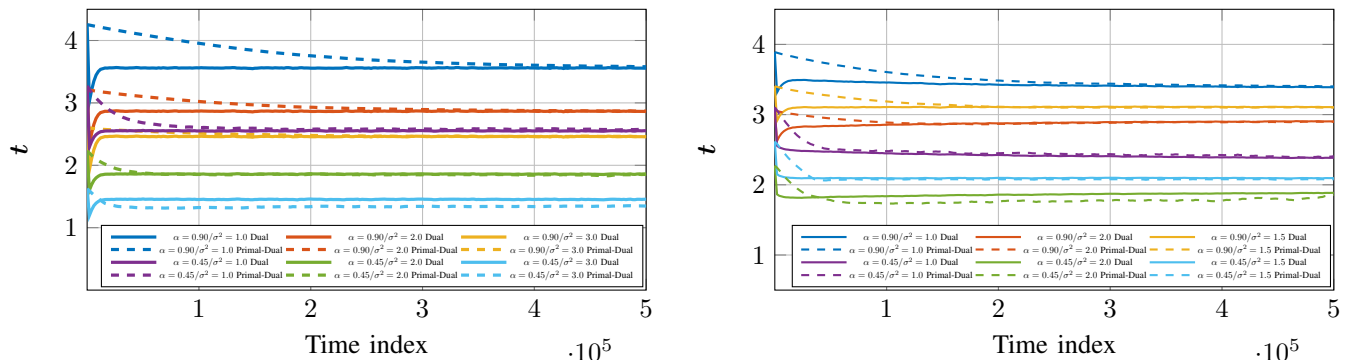 4
3
2
1
t
α = 0.90/σ² = 1.0 Dual
α = 0.90/σ² = 2.0 Dual
α = 0.90/σ² = 3.0 Dual
α = 0.90/σ² = 1.0 Primal-Dual
α = 0.90/σ² = 2.0 Primal-Dual
α = 0.90/σ² = 3.0 Primal-Dual
α = 0.45/σ² = 1.0 Dual
α = 0.45/σ² = 2.0 Dual
α = 0.45/σ² = 3.0 Dual
α = 0.45/σ² = 1.0 Primal-Dual
α = 0.45/σ² = 2.0 Primal-Dual
α = 0.45/σ² = 3.0 Primal-Dual
1 2 3 4 5
Time index
·10⁵
4
3
2
1
t
α = 0.90/σ² = 1.0 Dual
α = 0.90/σ² = 2.0 Dual
α = 0.90/σ² = 1.5 Dual
α = 0.90/σ² = 1.0 Primal-Dual
α = 0.90/σ² = 2.0 Primal-Dual
α = 0.90/σ² = 1.5 Primal-Dual
α = 0.45/σ² = 1.0 Dual
α = 0.45/σ² = 2.0 Dual
α = 0.45/σ² = 1.5 Dual
α = 0.45/σ² = 1.0 Primal-Dual
α = 0.45/σ² = 2.0 Primal-Dual
α = 0.45/σ² = 1.5 Primal-Dual
1 2 3 4 5
Time index
·10⁵